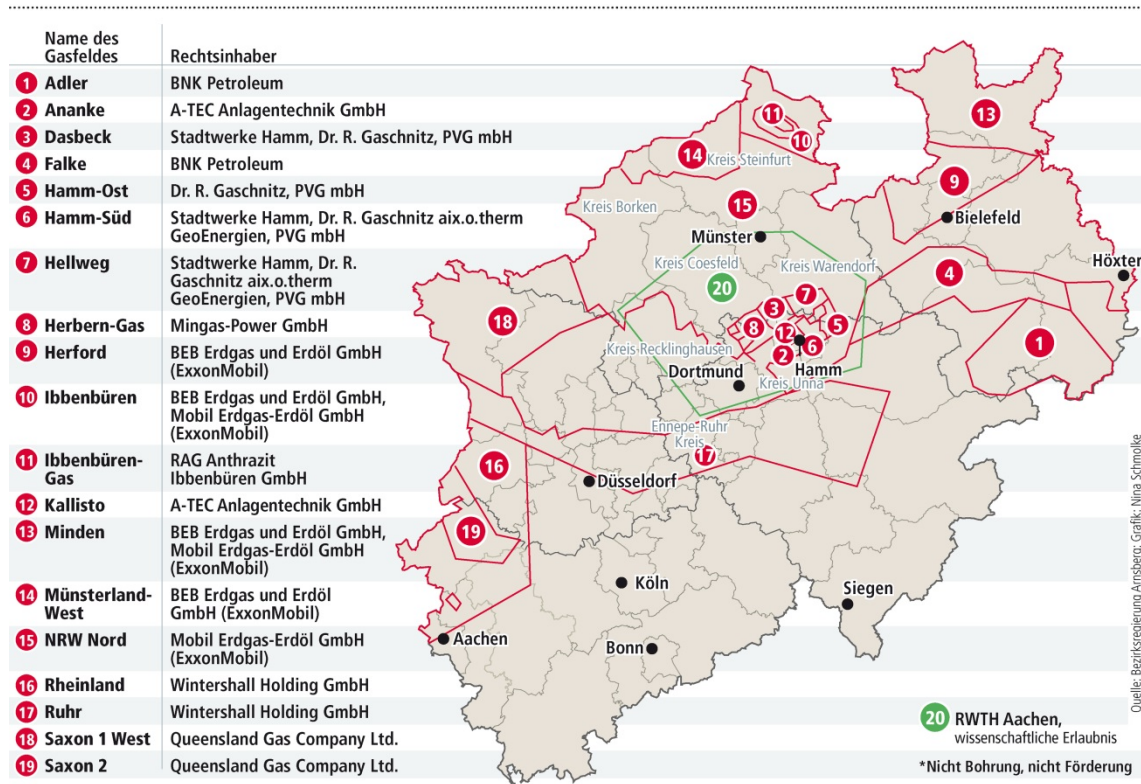 Name des
Gasfeldes
Rechtsinhaber
1 Adler BNK Petroleum
2 Ananke A-TEC Anlagentechnik GmbH
3 Dasbeck Stadtwerke Hamm, Dr. R. Gaschnitz, PVG mbH
4 Falke BNK Petroleum
5 Hamm-Ost Dr. R. Gaschnitz, PVG mbH
6 Hamm-Süd Stadtwerke Hamm, Dr. R. Gaschnitz aix.o.therm
GeoEnergien, PVG mbH
7 Hellweg Stadtwerke Hamm, Dr. R.
Gaschnitz aix.o.therm
GeoEnergien, PVG mbH
8 Herbern-Gas Mingas-Power GmbH
9 Herford BEB Erdgas und Erdöl GmbH
(ExxonMobil)
10 Ibbenbüren BEB Erdgas und Erdöl GmbH,
Mobil Erdgas-Erdöl GmbH
(ExxonMobil)
11 Ibbenbüren-
Gas
RAG Anthrazit
Ibbenbüren GmbH
12 Kallisto A-TEC Anlagentechnik GmbH
13 Minden BEB Erdgas und Erdöl GmbH,
Mobil Erdgas-Erdöl GmbH
(ExxonMobil)
14 Münsterland-
West
BEB Erdgas und Erdöl
GmbH (ExxonMobil)
15 NRW Nord Mobil Erdgas-Erdöl GmbH
(ExxonMobil)
16 Rheinland Wintershall Holding GmbH
17 Ruhr Wintershall Holding GmbH
18 Saxon 1 West Queensland Gas Company Ltd.
19 Saxon 2 Queensland Gas Company Ltd.
11
13
10
14
Kreis Steinfurt
9
15
Kreis Borken
Bielefeld
Münster
Kreis Coesfeld
Kreis Warendorf
4
Höxter
20
7
3
18
8
12
5
6
1
Kreis Recklinghausen
2
Hamm
Dortmund
Kreis Unna
Ennepe-Ruhr
Kreis
17
16
Düsseldorf
19
Köln
Siegen
Aachen
Bonn
20 RWTH Aachen,
wissenschaftliche Erlaubnis
*Nicht Bohrung, nicht Förderung
Quelle: Bezirksregierung Arnsberg; Grafik: Nina Schmolke